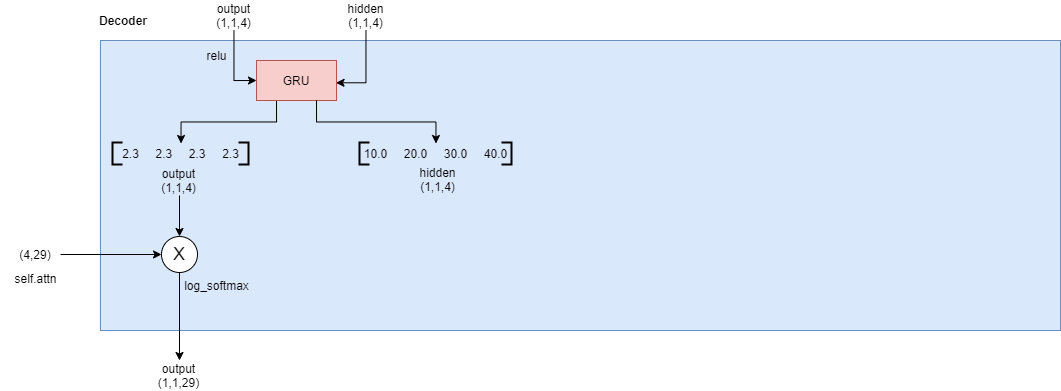 output
(1,1,4)
hidden
(1,1,4)
Decoder
relu
GRU
2.3 2.3 2.3 2.3
10.0 20.0 30.0 40.0
output
(1,1,4)
hidden
(1,1,4)
(4,29)
X
self.attn
log_softmax
output
(1,1,29)